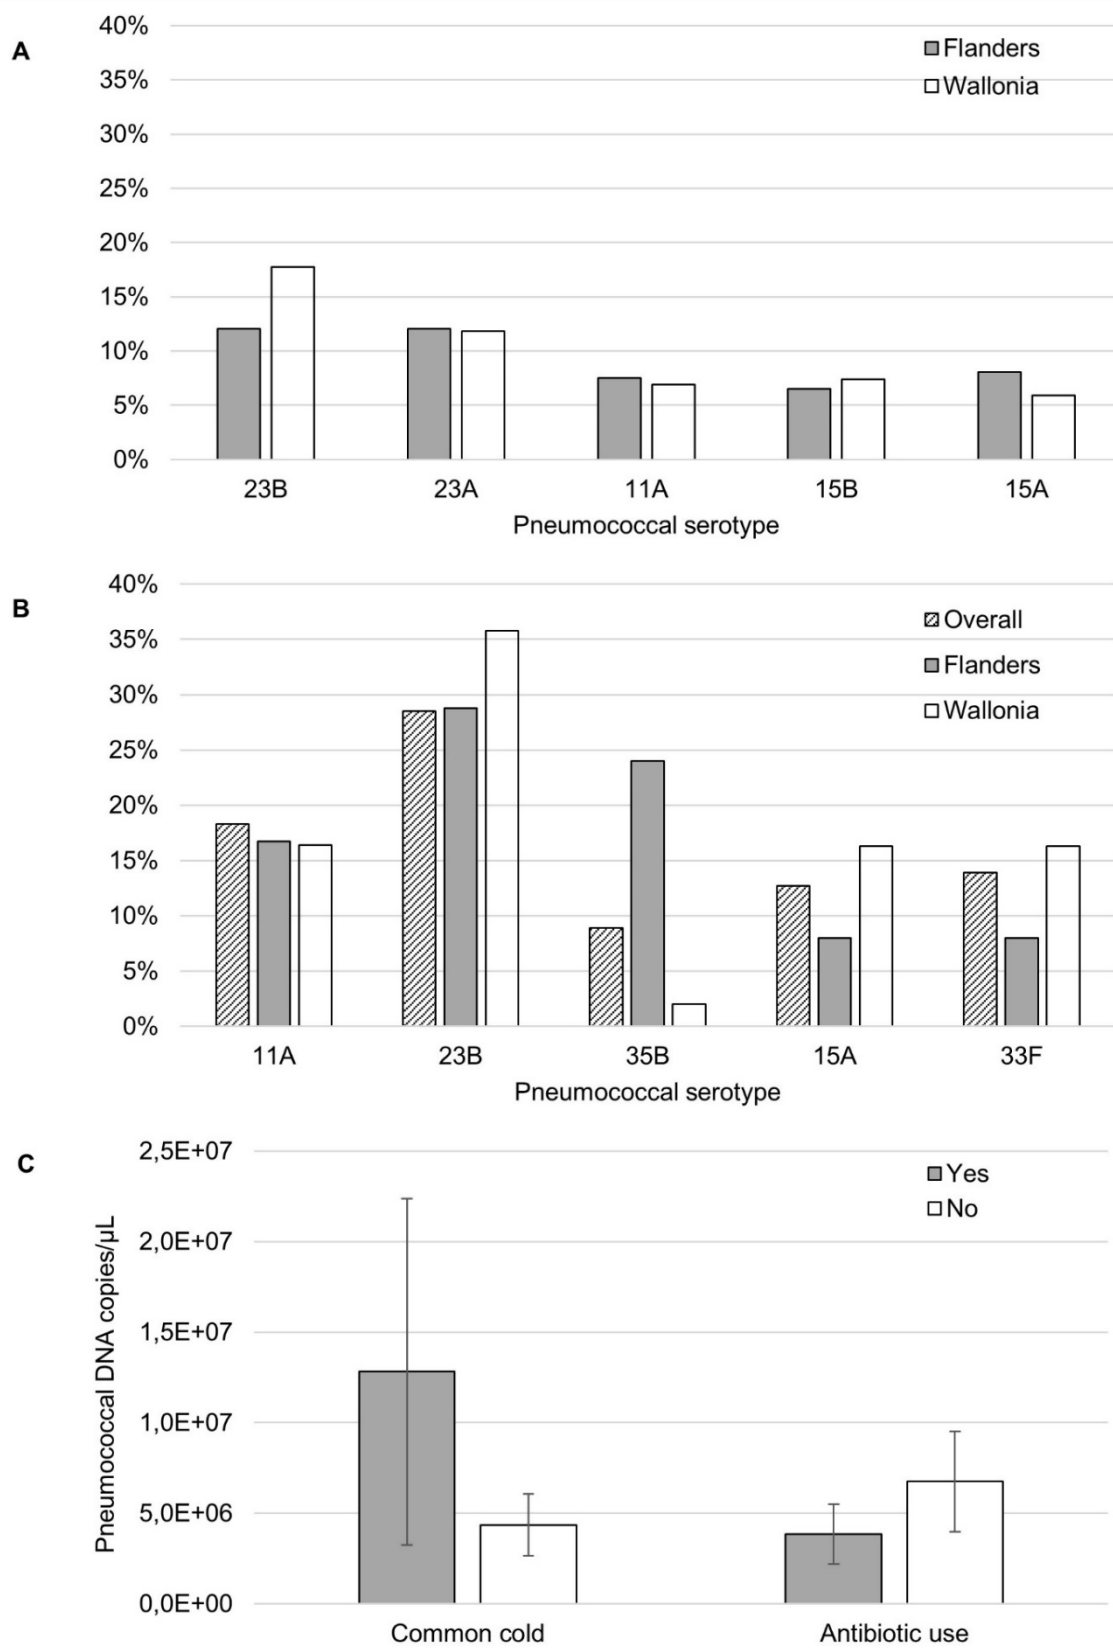 A
40%
35%
30%
25%
20%
15%
10%
5%
0%
Flanders
Wallonia
23B 23A 11A 15B 15A
Pneumococcal serotype
B
40%
35%
30%
25%
20%
15%
10%
5%
0%
Overall
Flanders
Wallonia
11A 23B 35B 15A 33F
Pneumococcal serotype
C
Pneumococcal DNA copies/µL
2,5E+07
2,0E+07
1,5E+07
1,0E+07
5,0E+06
0,0E+00
Yes
No
Common cold Antibiotic use